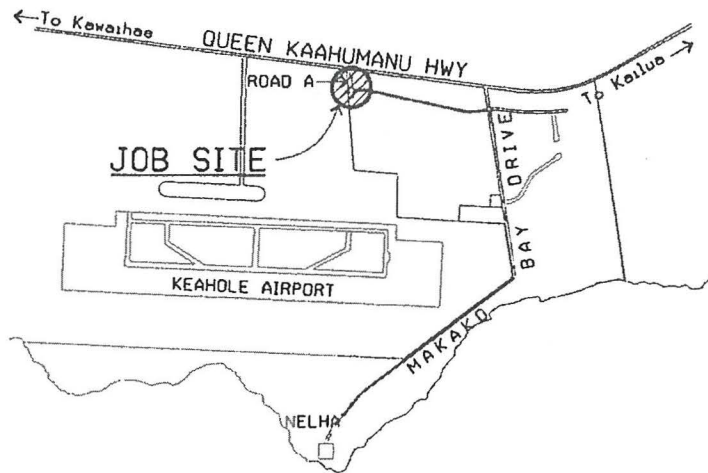 To Kawaihae
QUEEN KAAHUMANU HWY
To Kailua
ROAD A
JOB SITE
DRIVE
BAY
MAKAKO
KEAHOLE AIRPORT
NELHA